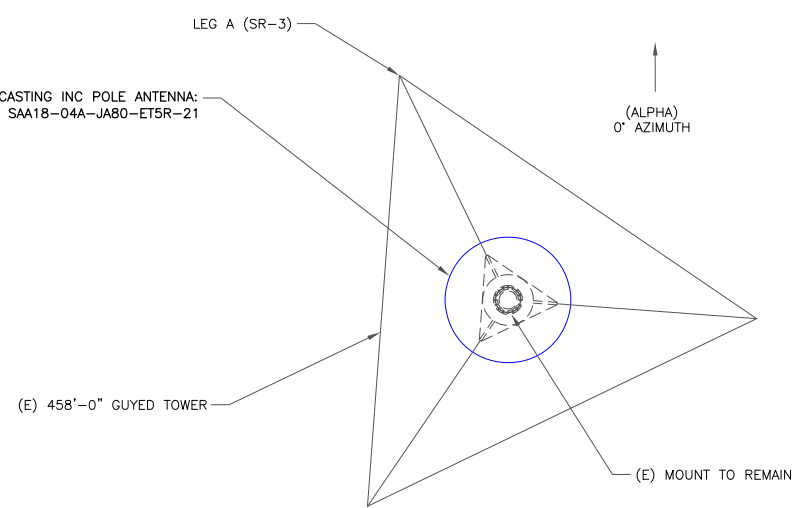 LEG A (SR-3)
CASTING INC POLE ANTENNA:
SAA18-04A-JA80-ET5R-21
(ALPHA)
0° AZIMUTH
(E) 458'-0" GUYED TOWER
(E) MOUNT TO REMAIN